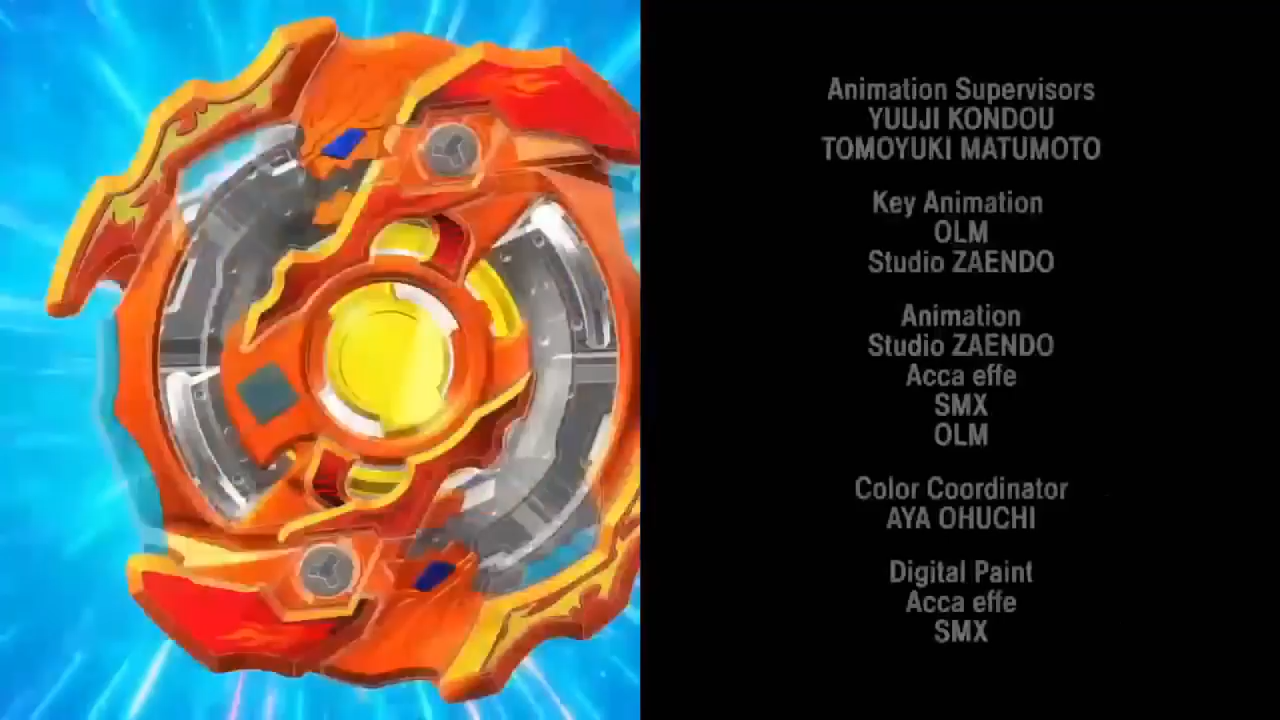 Animation Supervisors
YUUJI KONDOU
TOMOYUKI MATUMOTO
Key Animation
OLM
Studio ZAENDO
Animation
Studio ZAENDO
Acca effe
SMX
OLM
Color Coordinator
AYA OHUCHI
Digital Paint
Acca effe
SMX